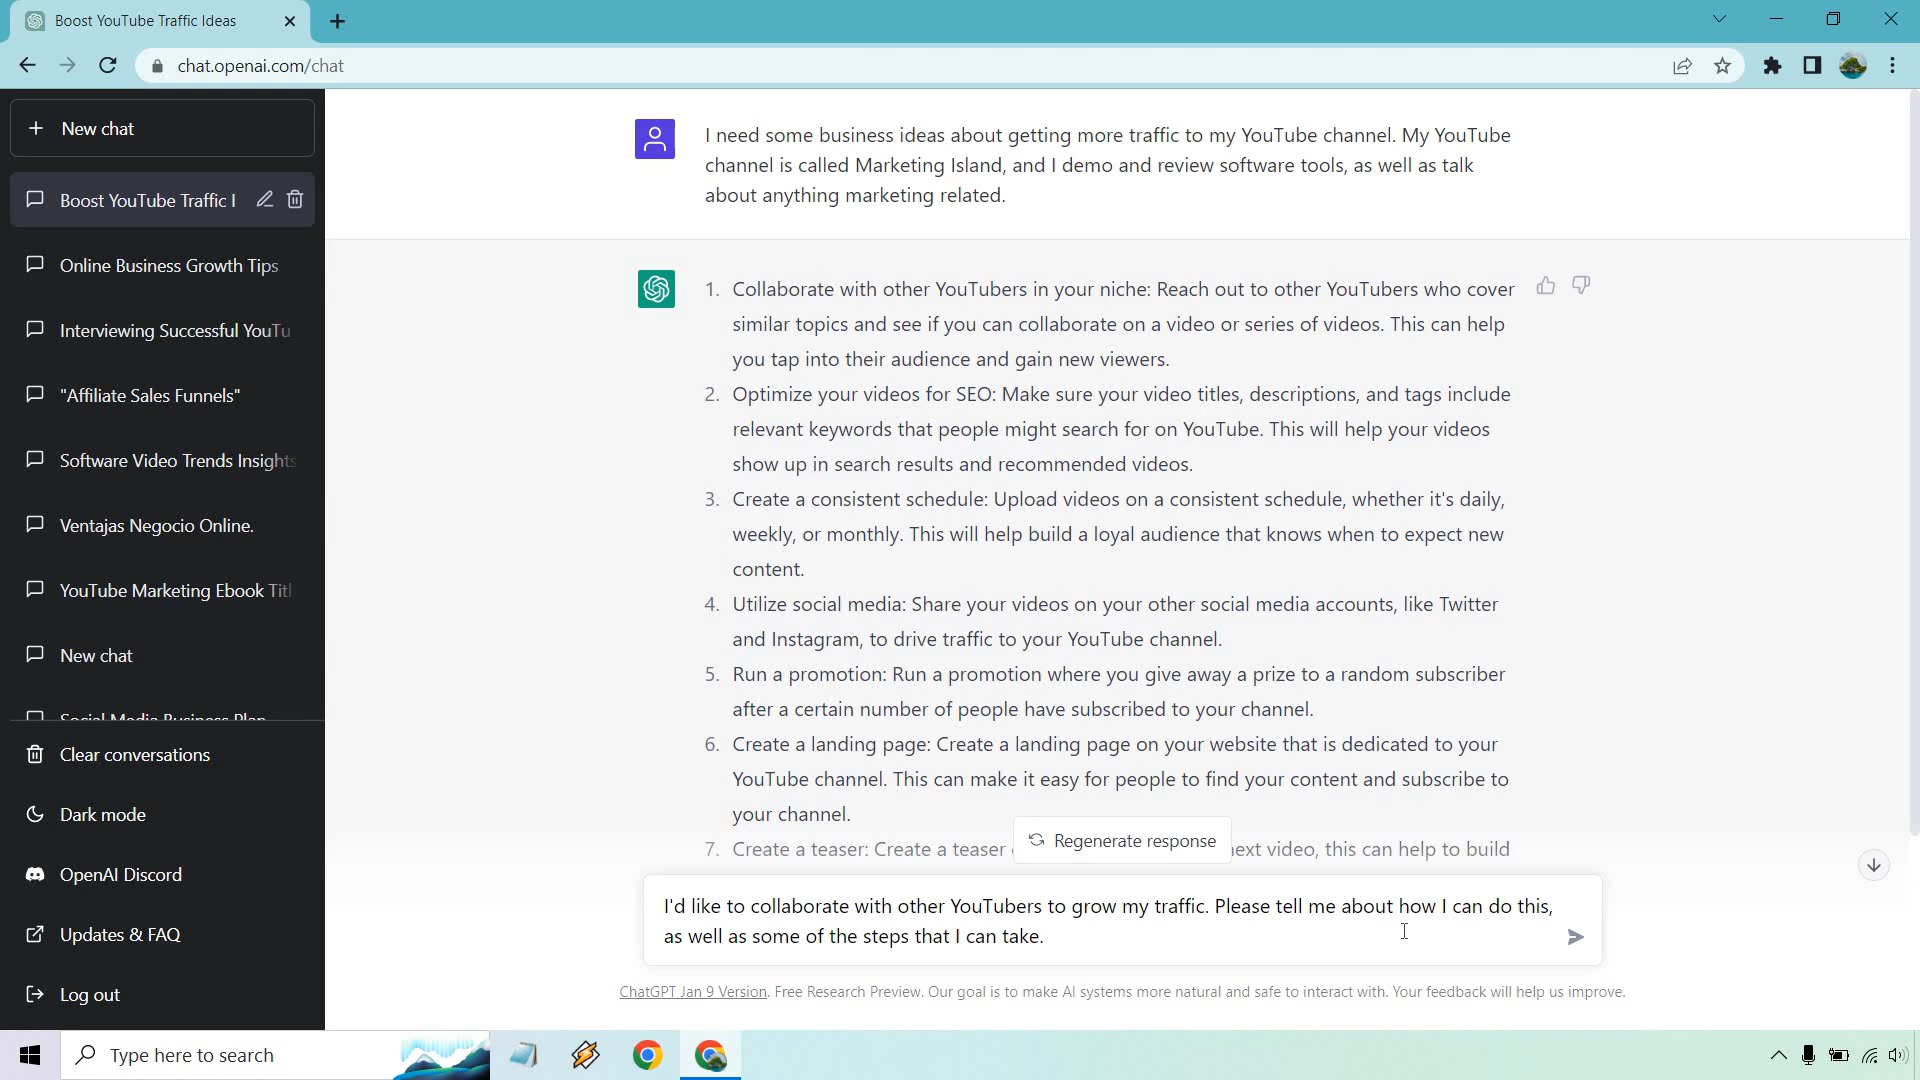 Boost YouTube Traffic Ideas
chat.openai.com/chat
New chat
Boost YouTube Traffic I
Online Business Growth Tips
Interviewing Successful YouTu
"Affiliate Sales Funnels"
Software Video Trends Insights
Ventajas Negocio Online.
YouTube Marketing Ebook Titl
New chat
Social Media Business Plan
Clear conversations
Dark mode
OpenAI Discord
Updates & FAQ
Log out
I need some business ideas about getting more traffic to my YouTube channel. My YouTube
channel is called Marketing Island, and I demo and review software tools, as well as talk
about anything marketing related.
1. Collaborate with other YouTubers in your niche: Reach out to other YouTubers who cover
similar topics and see if you can collaborate on a video or series of videos. This can help
you tap into their audience and gain new viewers.
2. Optimize your videos for SEO: Make sure your video titles, descriptions, and tags include
relevant keywords that people might search for on YouTube. This will help your videos
show up in search results and recommended videos.
3. Create a consistent schedule: Upload videos on a consistent schedule, whether it's daily,
weekly, or monthly. This will help build a loyal audience that knows when to expect new
content.
4. Utilize social media: Share your videos on your other social media accounts, like Twitter
and Instagram, to drive traffic to your YouTube channel.
5. Run a promotion: Run a promotion where you give away a prize to a random subscriber
after a certain number of people have subscribed to your channel.
6. Create a landing page: Create a landing page on your website that is dedicated to your
YouTube channel. This can make it easy for people to find your content and subscribe to
your channel.
7. Create a teaser: Create a teaser next video, this can help to build
Regenerate response
I'd like to collaborate with other YouTubers to grow my traffic. Please tell me about how I can do this,
as well as some of the steps that I can take.
ChatGPT Jan 9 Version. Free Research Preview. Our goal is to make AI systems more natural and safe to interact with. Your feedback will help us improve.
Type here to search